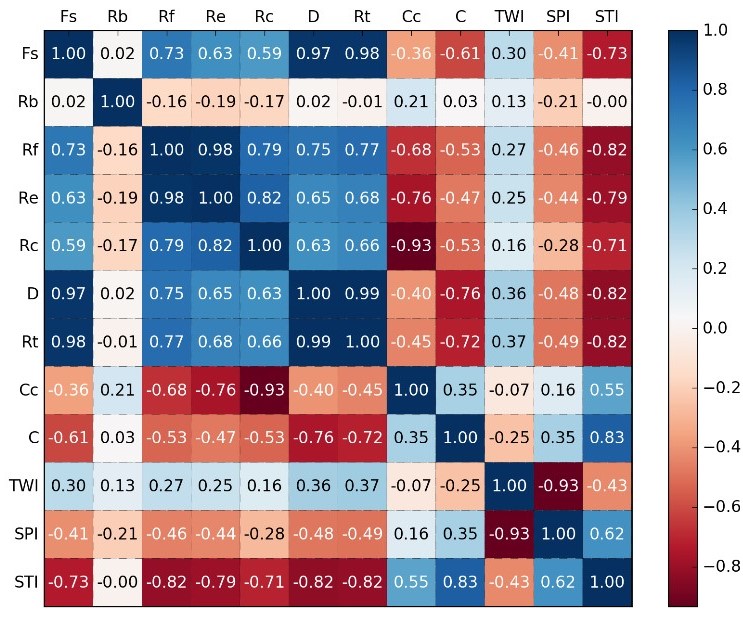 Fs Rb Rf Re Rc D Rt Cc C TWI SPI STI
Fs 1.00 0.02 0.73 0.63 0.59 0.97 0.98 -0.36 -0.61 0.30 -0.41 -0.73
Rb 0.02 1.00 -0.16 -0.19 -0.17 0.02 -0.01 0.21 0.03 0.13 -0.21 -0.00
Rf 0.73 -0.16 1.00 0.98 0.79 0.75 0.77 -0.68 -0.53 0.27 -0.46 -0.82
Re 0.63 -0.19 0.98 1.00 0.82 0.65 0.68 -0.76 -0.47 0.25 -0.44 -0.79
Rc 0.59 -0.17 0.79 0.82 1.00 0.63 0.66 -0.93 -0.53 0.16 -0.28 -0.71
D 0.97 0.02 0.75 0.65 0.63 1.00 0.99 -0.40 -0.76 0.36 -0.48 -0.82
Rt 0.98 -0.01 0.77 0.68 0.66 0.99 1.00 -0.45 -0.72 0.37 -0.49 -0.82
Cc -0.36 0.21 -0.68 -0.76 -0.93 -0.40 -0.45 1.00 0.35 -0.07 0.16 0.55
C -0.61 0.03 -0.53 -0.47 -0.53 -0.76 -0.72 0.35 1.00 -0.25 0.35 0.83
TWI 0.30 0.13 0.27 0.25 0.16 0.36 0.37 -0.07 -0.25 1.00 -0.93 -0.43
SPI -0.41 -0.21 -0.46 -0.44 -0.28 -0.48 -0.49 0.16 0.35 -0.93 1.00 0.62
STI -0.73 -0.00 -0.82 -0.79 -0.71 -0.82 -0.82 0.55 0.83 -0.43 0.62 1.00
1.0
0.8
0.6
0.4
0.2
0.0
−0.2
−0.4
−0.6
−0.8